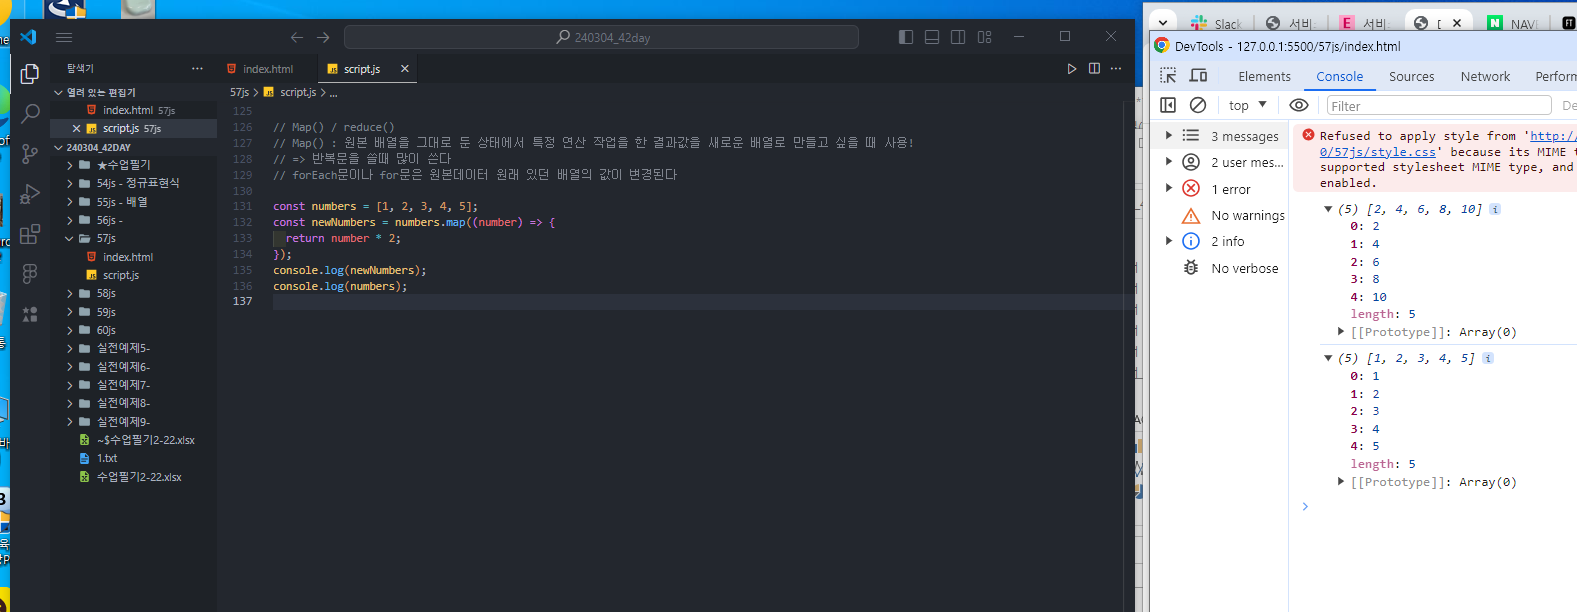 240304_42day
탐색기
열려 있는 편집기
index.html 57js
script.js 57js
240304_42DAY
★수업필기
54js - 정규표현식
55js - 배열
56js -
57js
index.html
script.js
58js
59js
60js
실전예제5-
실전예제6-
실전예제7-
실전예제8-
실전예제9-
~$수업필기2-22.xlsx
1.txt
수업필기2-22.xlsx
index.html
script.js
57js > script.js > ...
125
126 // Map() / reduce()
127 // Map() : 원본 배열을 그대로 둔 상태에서 특정 연산 작업을 한 결과값을 새로운 배열로 만들고 싶을 때 사용!
128 // => 반복문을 쓸때 많이 쓴다
129 // forEach문이나 for문은 원본데이터 원래 있던 배열의 값이 변경된다
130
131 const numbers = [1, 2, 3, 4, 5];
132 const newNumbers = numbers.map((number) => {
133 return number * 2;
134 });
135 console.log(newNumbers);
136 console.log(numbers);
137
Slack
서비
E 서비
N NAV
DevTools - 127.0.0.1:5500/57js/index.html
Elements Console Sources Network Perform
top Filter De
3 messages
2 user mes...
1 error
No warnings
2 info
No verbose
Refused to apply style from 'http:/
0/57js/style.css' because its MIME
supported stylesheet MIME type, and
enabled.
(5) [2, 4, 6, 8, 10]
0: 2
1: 4
2: 6
3: 8
4: 10
length: 5
[[Prototype]]: Array(0)
(5) [1, 2, 3, 4, 5]
0: 1
1: 2
2: 3
3: 4
4: 5
length: 5
[[Prototype]]: Array(0)